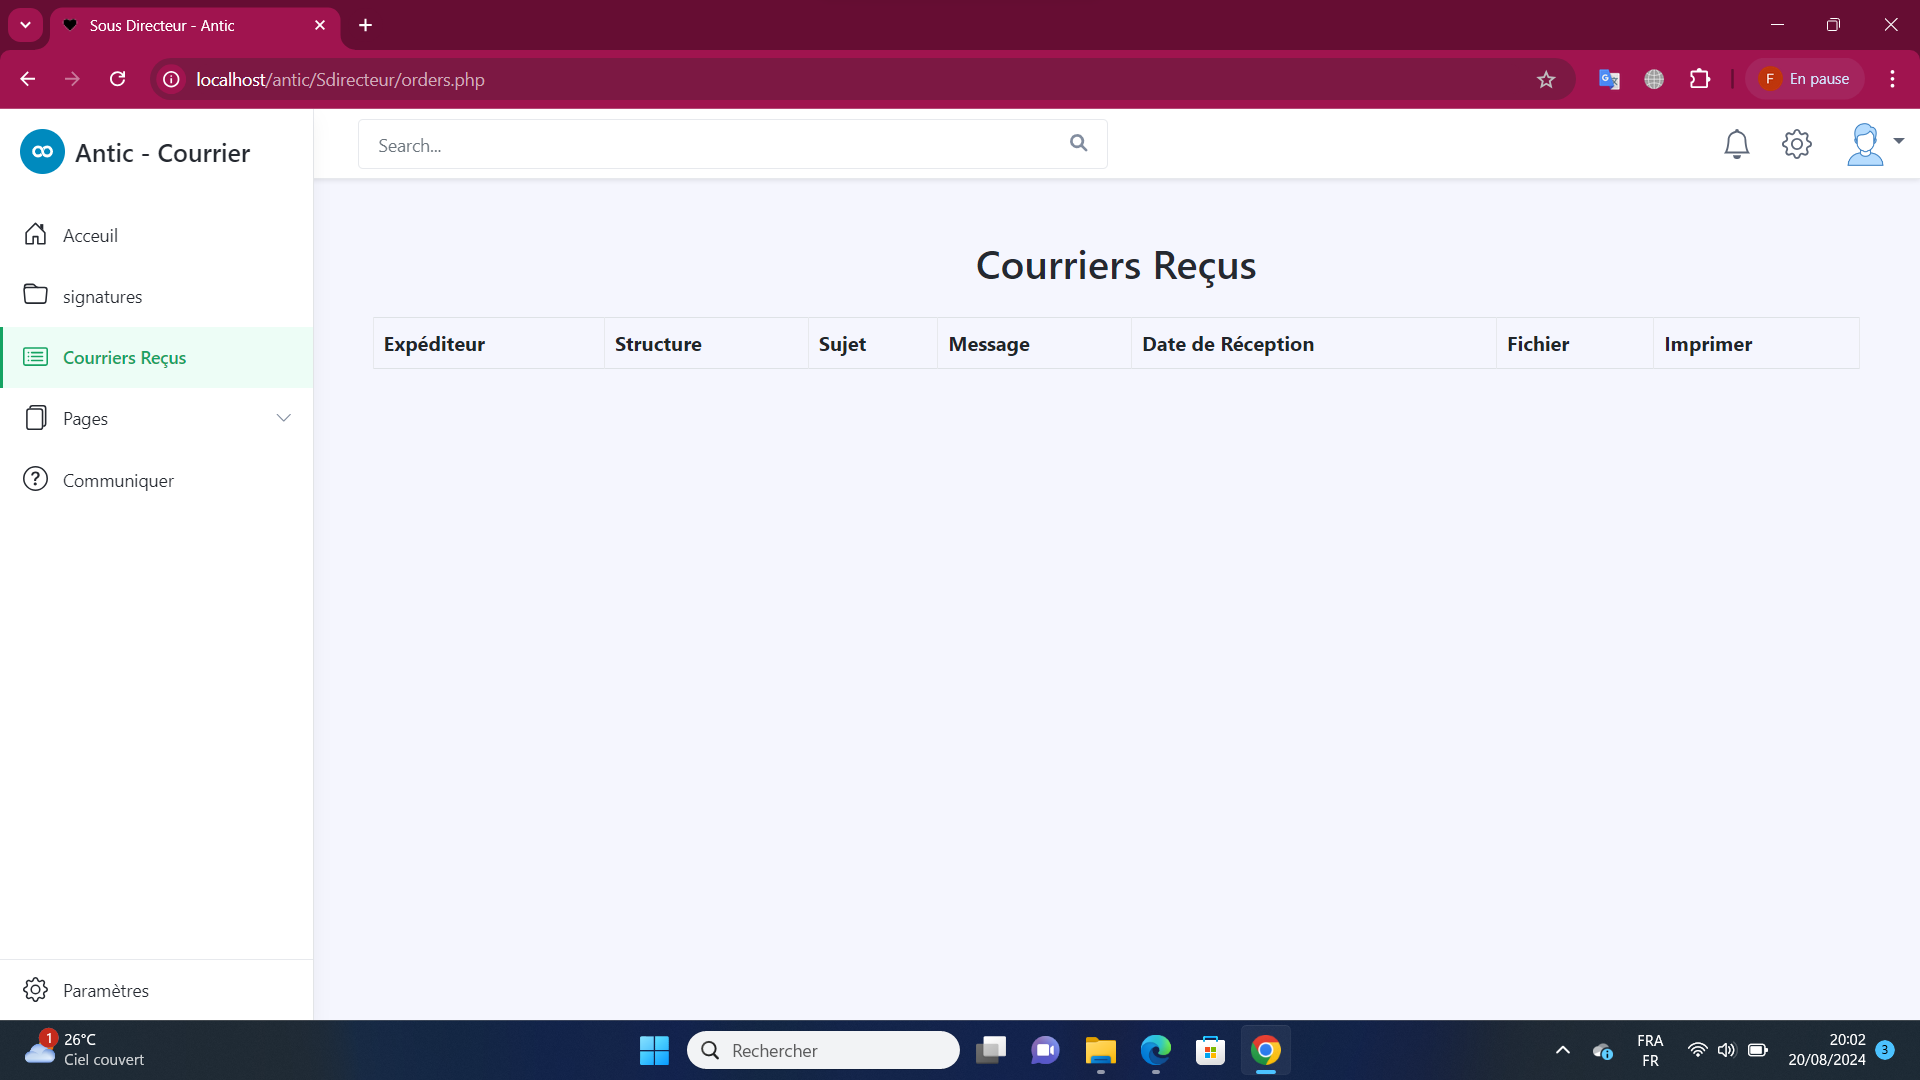 Sous Directeur - Antic
localhost/antic/Sdirecteur/orders.php
F En pause
Antic - Courrier
Search...
Acceuil
signatures
Courriers Reçus
Pages
Communiquer
Paramètres
Courriers Reçus
Expéditeur Structure Sujet Message Date de Réception Fichier Imprimer
1
26°C
Ciel couvert
Rechercher
FRA
FR
20:02
20/08/2024
3